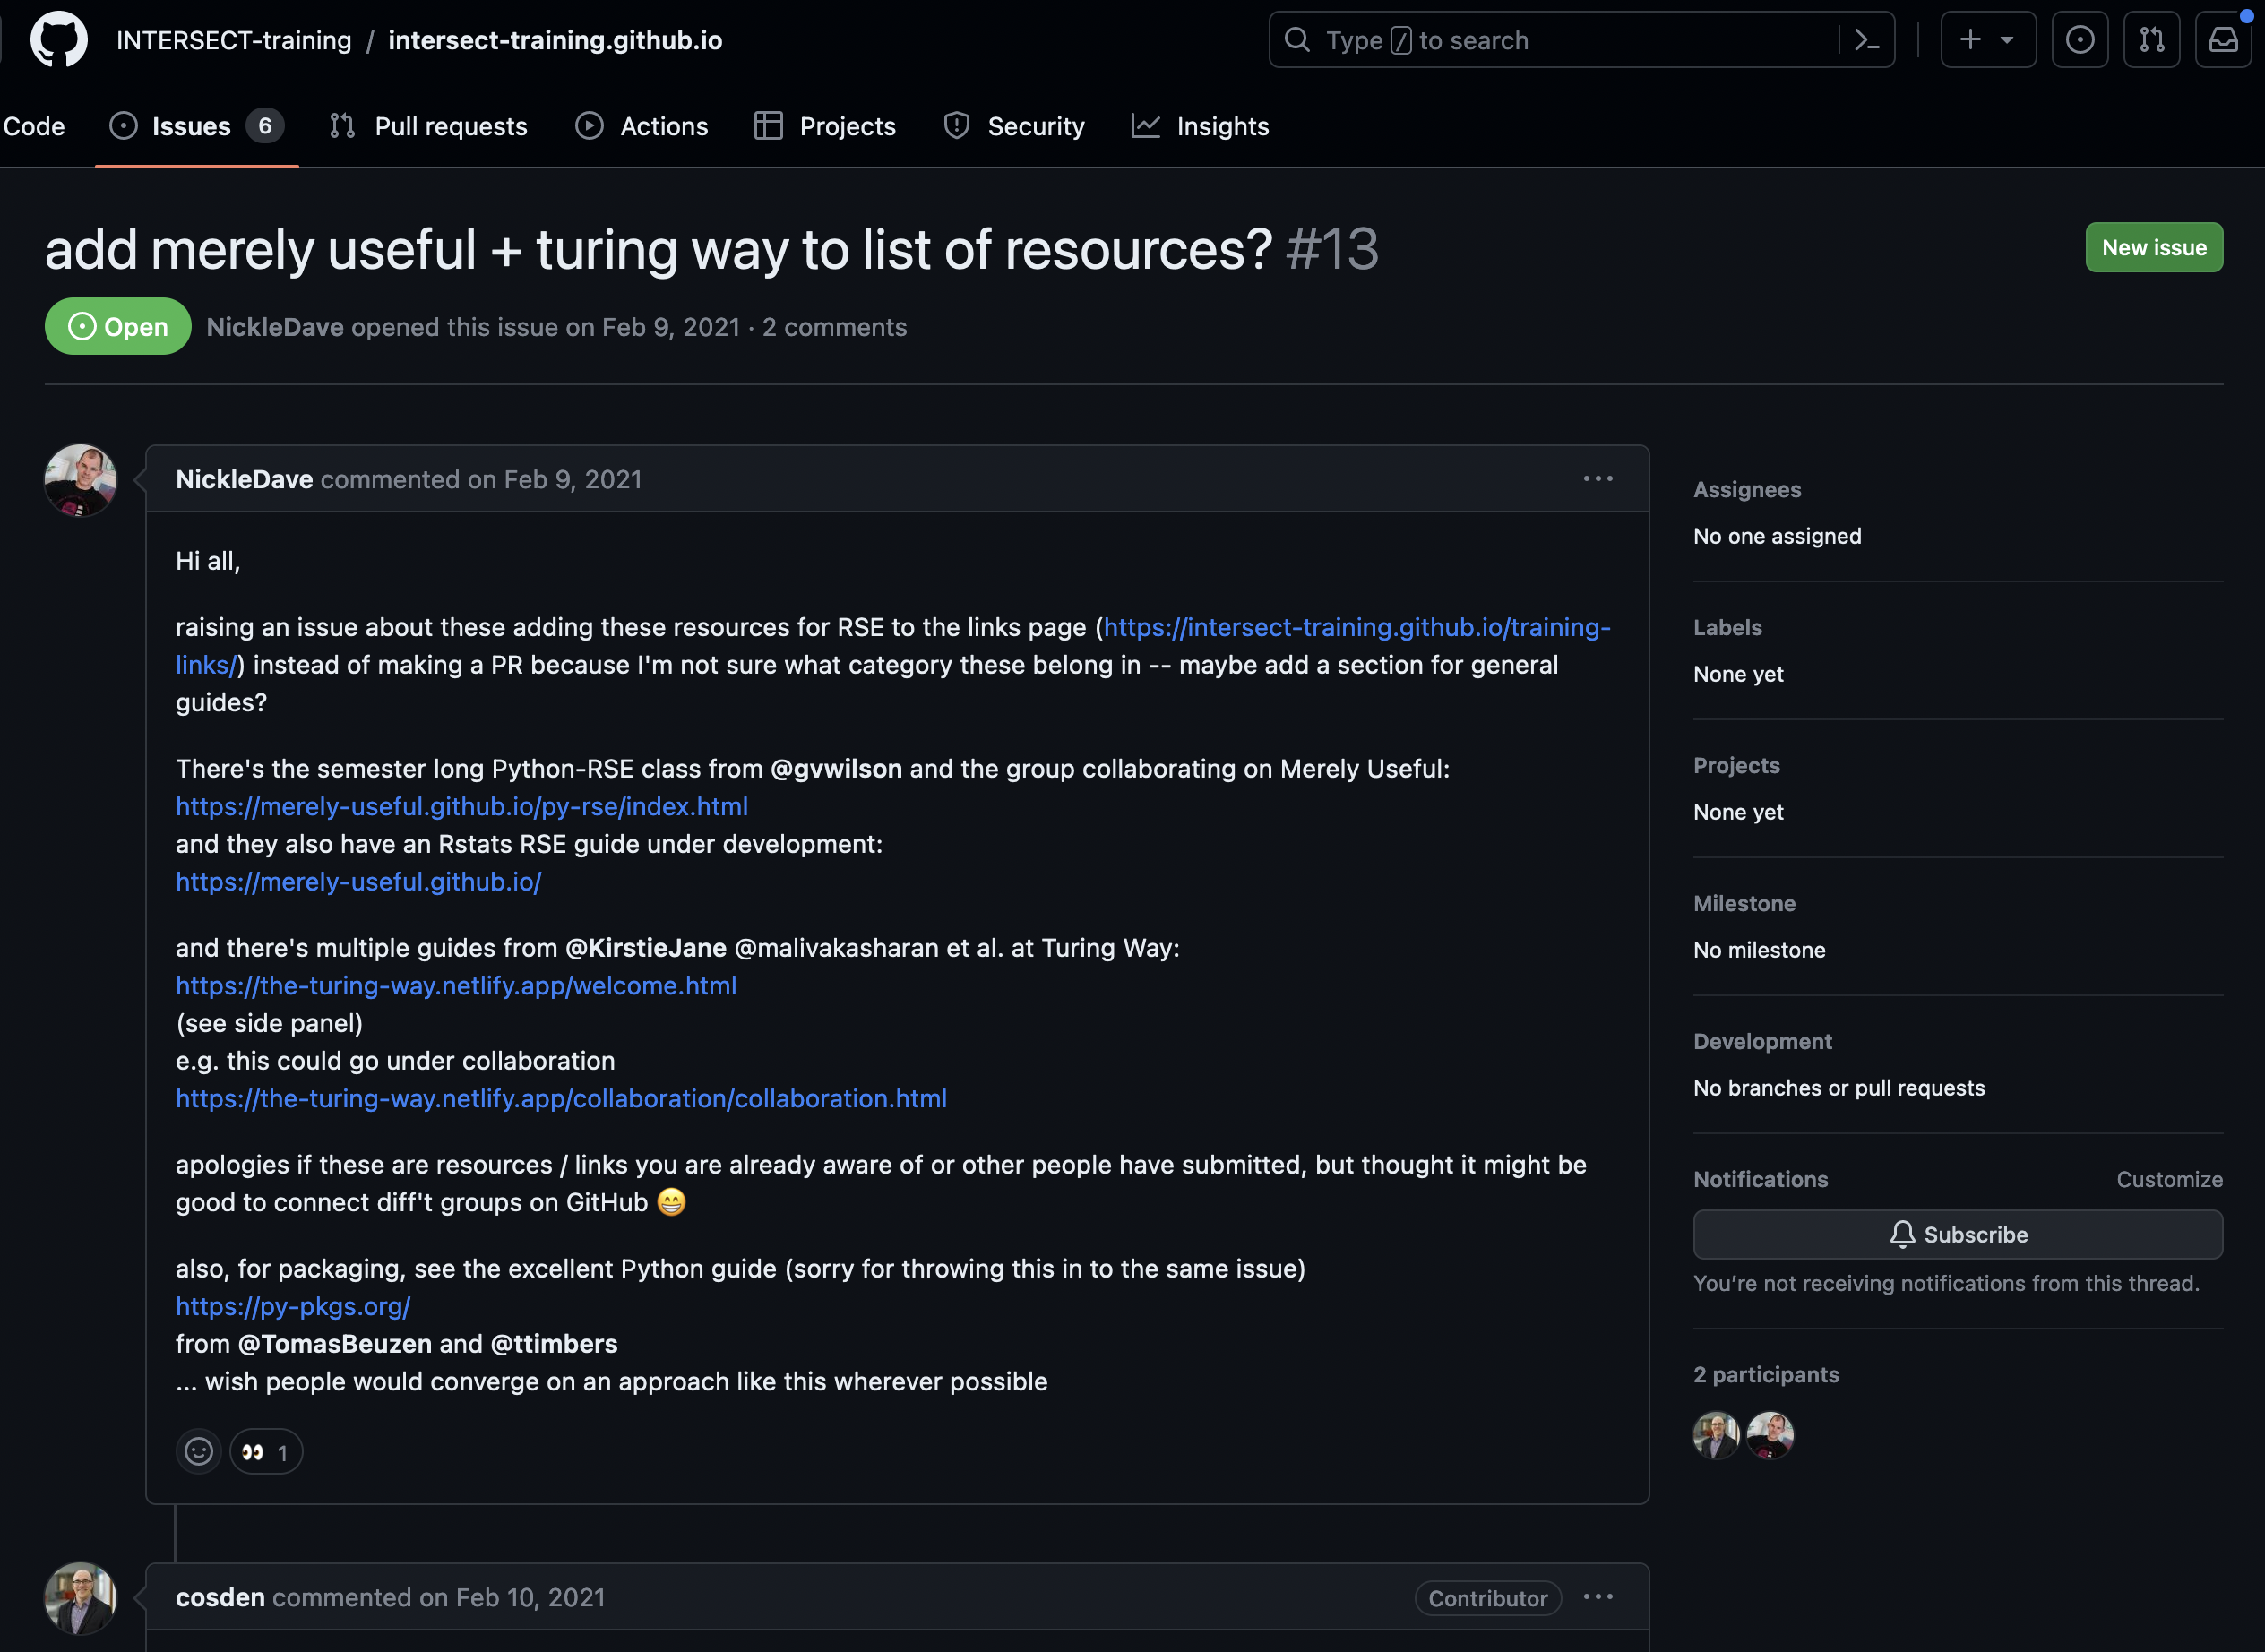 INTERSECT-training / intersect-training.github.io
Type / to search
Code
Issues 6
Pull requests
Actions
Projects
Security
Insights
add merely useful + turing way to list of resources? #13
New issue
Open
NickleDave opened this issue on Feb 9, 2021 · 2 comments
NickleDave commented on Feb 9, 2021
Hi all,
raising an issue about these adding these resources for RSE to the links page (https://intersect-training.github.io/training-
links/) instead of making a PR because I'm not sure what category these belong in -- maybe add a section for general
guides?
There's the semester long Python-RSE class from @gvwilson and the group collaborating on Merely Useful:
https://merely-useful.github.io/py-rse/index.html
and they also have an Rstats RSE guide under development:
https://merely-useful.github.io/
and there's multiple guides from @KirstieJane @malivakasharan et al. at Turing Way:
https://the-turing-way.netlify.app/welcome.html
(see side panel)
e.g. this could go under collaboration
https://the-turing-way.netlify.app/collaboration/collaboration.html
apologies if these are resources / links you are already aware of or other people have submitted, but thought it might be
good to connect diff't groups on GitHub 😁
also, for packaging, see the excellent Python guide (sorry for throwing this in to the same issue)
https://py-pkgs.org/
from @TomasBeuzen and @ttimbers
... wish people would converge on an approach like this wherever possible
👀 1
cosden commented on Feb 10, 2021
Contributor
Assignees
No one assigned
Labels
None yet
Projects
None yet
Milestone
No milestone
Development
No branches or pull requests
Notifications
Customize
Subscribe
You’re not receiving notifications from this thread.
2 participants